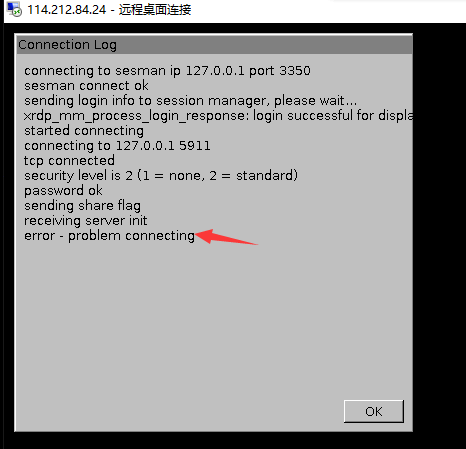 114.212.84.24 - 远程桌面连接
Connection Log
connecting to sesman ip 127.0.0.1 port 3350
sesman connect ok
sending login info to session manager, please wait...
xrdp_mm_process_login_response: login successful for displa
started connecting
connecting to 127.0.0.1 5911
tcp connected
security level is 2 (1 = none, 2 = standard)
password ok
sending share flag
receiving server init
error - problem connecting
OK